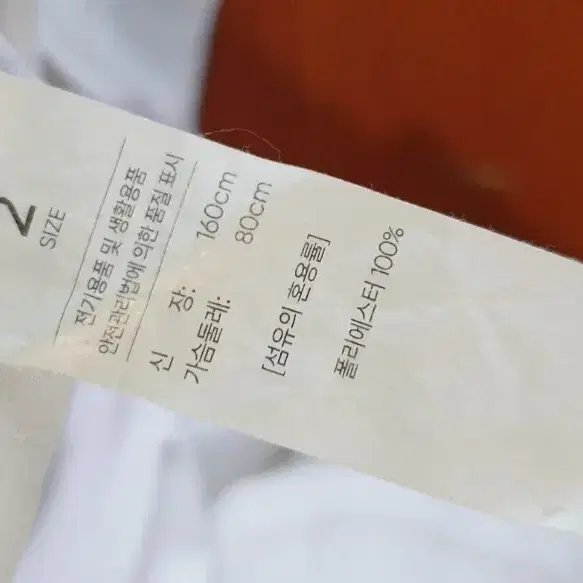 2
SIZE
전기용품 및 생활용품
안전관리법에 의한 품질 표시
신 장: 160cm
가슴둘레: 80cm
[섬유의 혼용률]
폴리에스터 100%